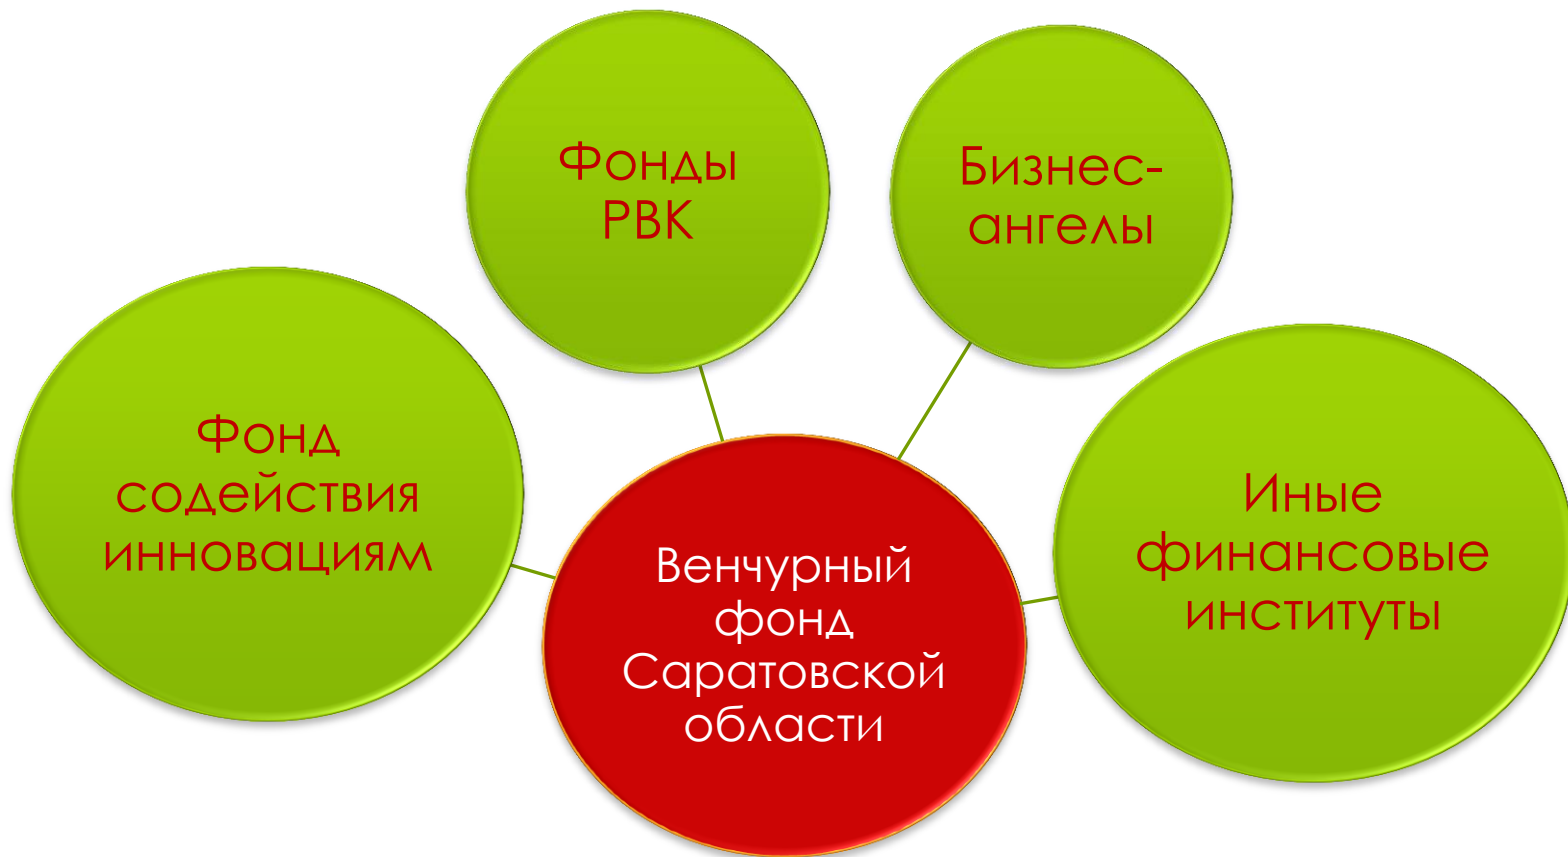 Фонды
РВК
Бизнес-
ангелы
Фонд
содействия
инновациям
Иные
финансовые
институты
Венчурный
фонд
Саратовской
области